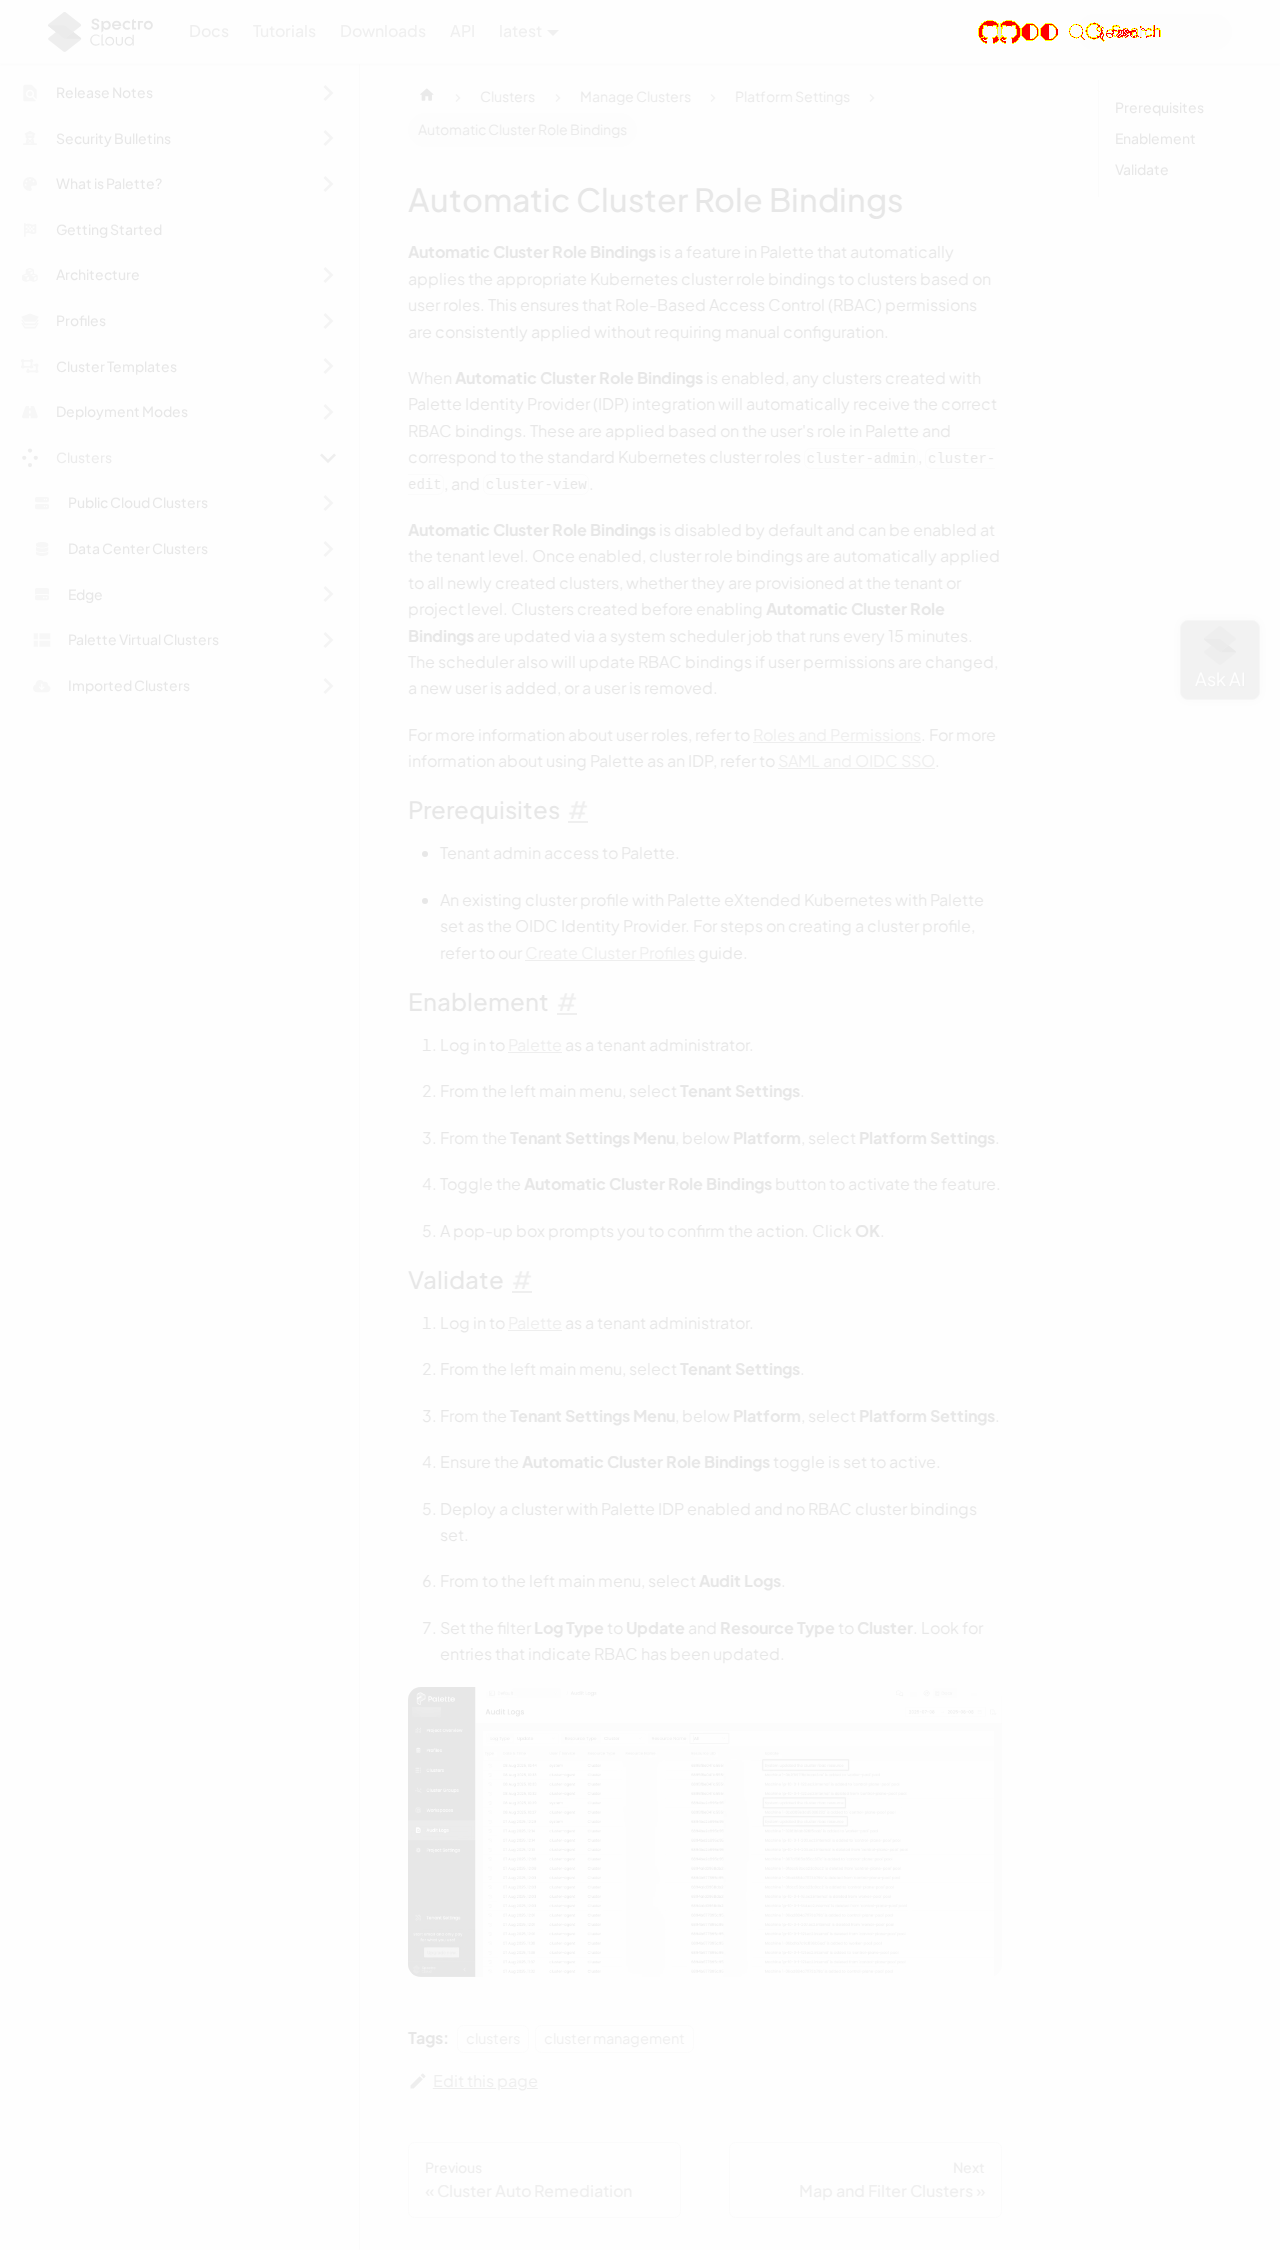 Spectro
Cloud
Docs
Tutorials
Downloads
API
latest
Search
Release Notes
Security Bulletins
What is Palette?
Getting Started
Architecture
Profiles
Cluster Templates
Deployment Modes
Clusters
Public Cloud Clusters
Data Center Clusters
Edge
Palette Virtual Clusters
Imported Clusters
Clusters
Manage Clusters
Platform Settings
Automatic Cluster Role Bindings
Prerequisites
Enablement
Validate
Automatic Cluster Role Bindings
Automatic Cluster Role Bindings is a feature in Palette that automatically
applies the appropriate Kubernetes cluster role bindings to clusters based on
user roles. This ensures that Role-Based Access Control (RBAC) permissions
are consistently applied without requiring manual configuration.
When Automatic Cluster Role Bindings is enabled, any clusters created with
Palette Identity Provider (IDP) integration will automatically receive the correct
RBAC bindings. These are applied based on the user's role in Palette and
correspond to the standard Kubernetes cluster roles cluster-admin, cluster-
edit, and cluster-view.
Automatic Cluster Role Bindings is disabled by default and can be enabled at
the tenant level. Once enabled, cluster role bindings are automatically applied
to all newly created clusters, whether they are provisioned at the tenant or
project level. Clusters created before enabling Automatic Cluster Role
Bindings are updated via a system scheduler job that runs every 15 minutes.
The scheduler also will update RBAC bindings if user permissions are changed,
a new user is added, or a user is removed.
For more information about user roles, refer to Roles and Permissions. For more
information about using Palette as an IDP, refer to SAML and OIDC SSO.
Ask AI
Prerequisites #
• Tenant admin access to Palette.
• An existing cluster profile with Palette eXtended Kubernetes with Palette
set as the OIDC Identity Provider. For steps on creating a cluster profile,
refer to our Create Cluster Profiles guide.
Enablement #
1. Log in to Palette as a tenant administrator.
2. From the left main menu, select Tenant Settings.
3. From the Tenant Settings Menu, below Platform, select Platform Settings.
4. Toggle the Automatic Cluster Role Bindings button to activate the feature.
5. A pop-up box prompts you to confirm the action. Click OK.
Validate #
1. Log in to Palette as a tenant administrator.
2. From the left main menu, select Tenant Settings.
3. From the Tenant Settings Menu, below Platform, select Platform Settings.
4. Ensure the Automatic Cluster Role Bindings toggle is set to active.
5. Deploy a cluster with Palette IDP enabled and no RBAC cluster bindings
set.
6. From to the left main menu, select Audit Logs.
7. Set the filter Log Type to Update and Resource Type to Cluster. Look for
entries that indicate RBAC has been updated.
Palette
Audit Logs
Tags: clusters cluster management
Edit this page
Previous
« Cluster Auto Remediation
Next
Map and Filter Clusters »